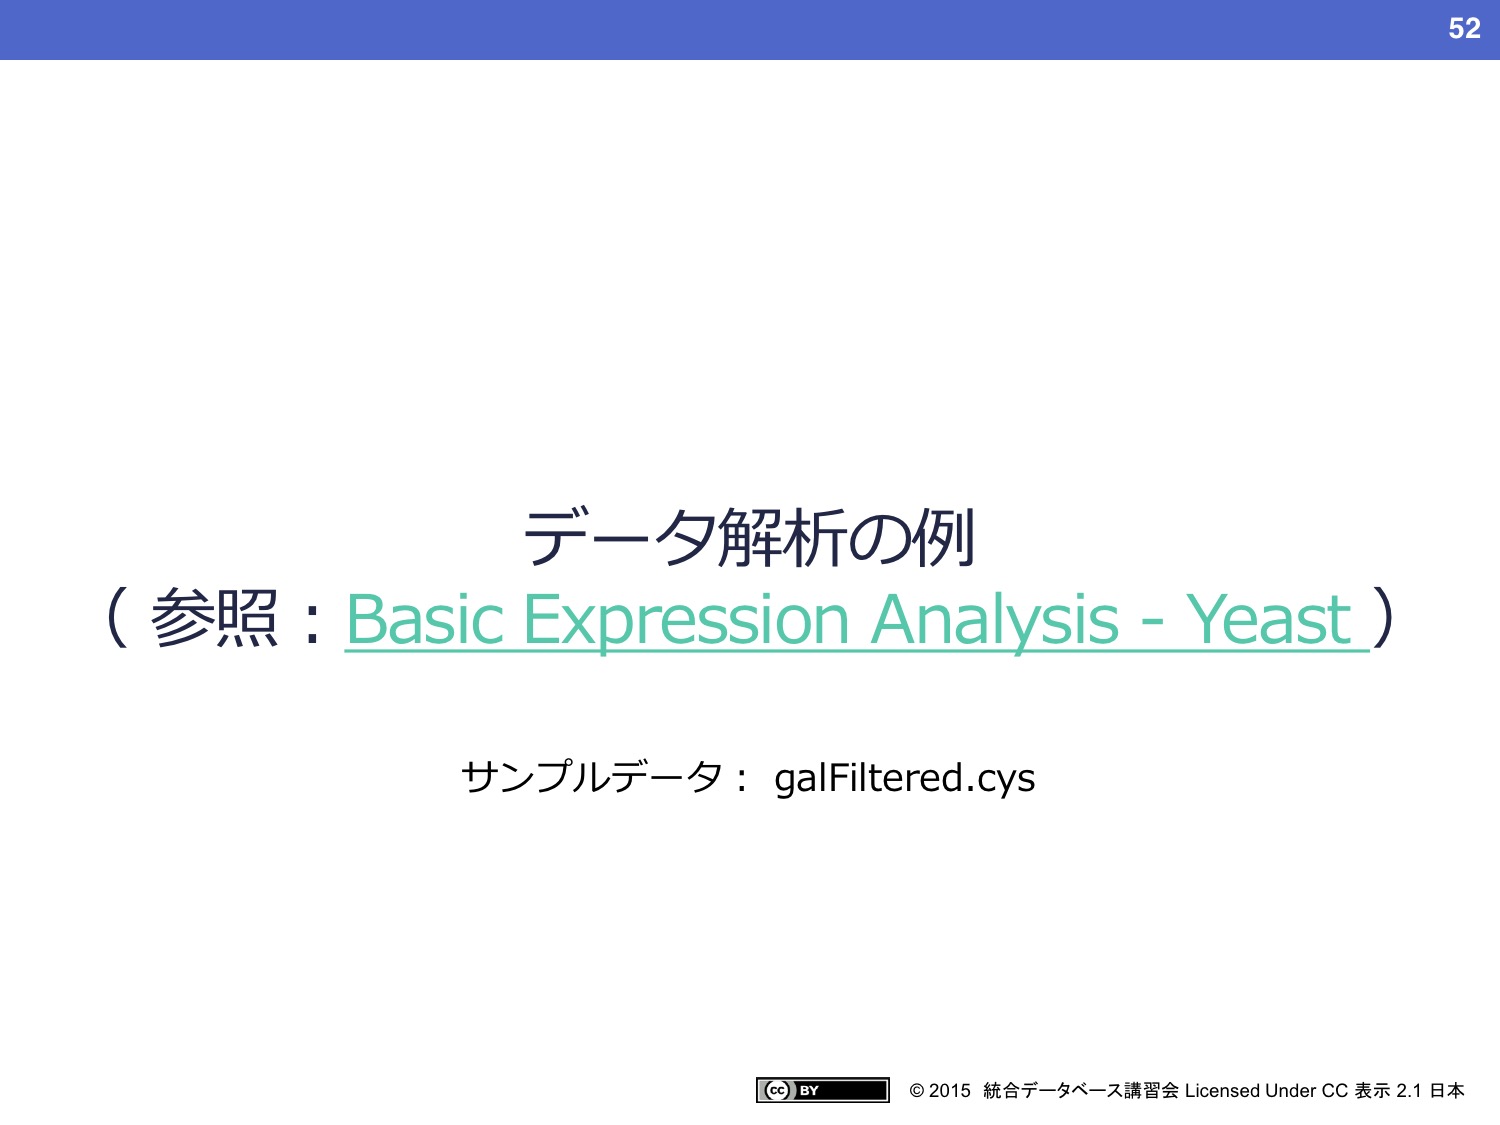 52
データ解析の例
（ 参照：Basic Expression Analysis - Yeast ）
サンプルデータ： galFiltered.cys
cc BY
© 2015 統合データベース講習会 Licensed Under CC 表示 2.1 日本